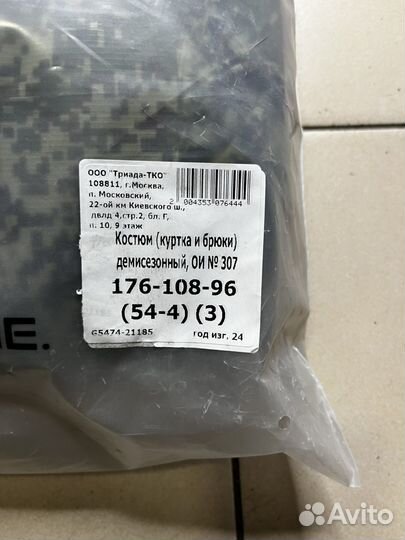 ООО "Триада-ТКО"
108811, г.Москва,
п. Московский,
22-ой км Киевского ш.,
двлд 4,стр.2, бл. Г,
п. 10, 9 этаж
2 004353 076444
Костюм (куртка и брюки)
демисезонный, ОИ № 307
176-108-96
(54-4) (3)
G5474-21185
год изг. 24
E.
Avito